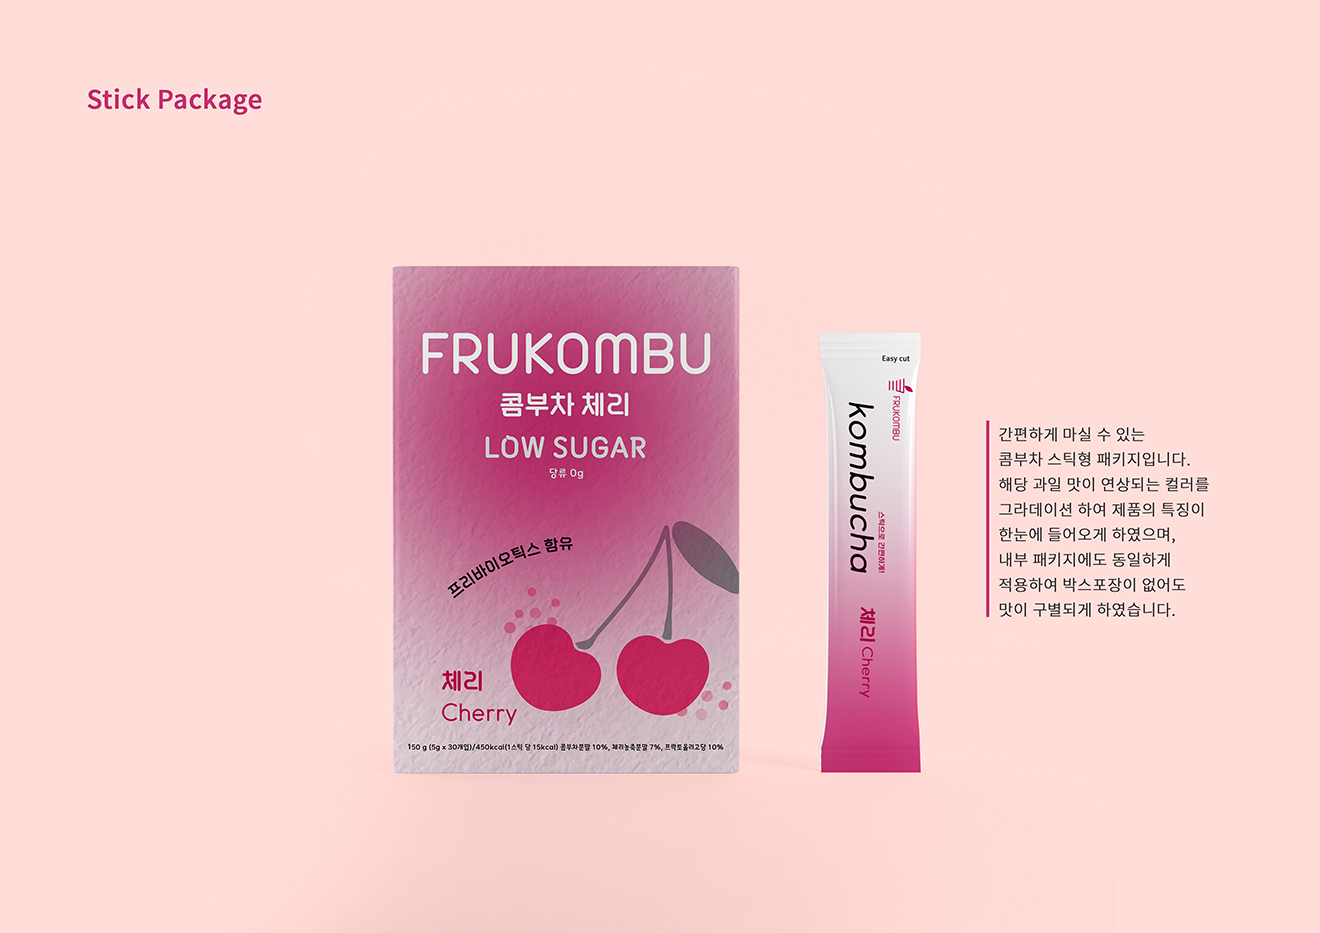 Stick Package
FRUKOMBU
콤부차 체리
LOW SUGAR
당류 0g
프리바이오틱스 함유
체리
Cherry
150 g (5g x 30개입)/450kcal(1스틱 당 15kcal) 콤부차분말 10%, 체리농축분말 7%, 프락토올리고당 10%
Easy cut
FRUKOMBU
kombucha
스틱으로 간편하게!
체리 Cherry
간편하게 마실 수 있는
콤부차 스틱형 패키지입니다.
해당 과일 맛이 연상되는 컬러를
그라데이션 하여 제품의 특징이
한눈에 들어오게 하였으며,
내부 패키지에도 동일하게
적용하여 박스포장이 없어도
맛이 구별되게 하였습니다.